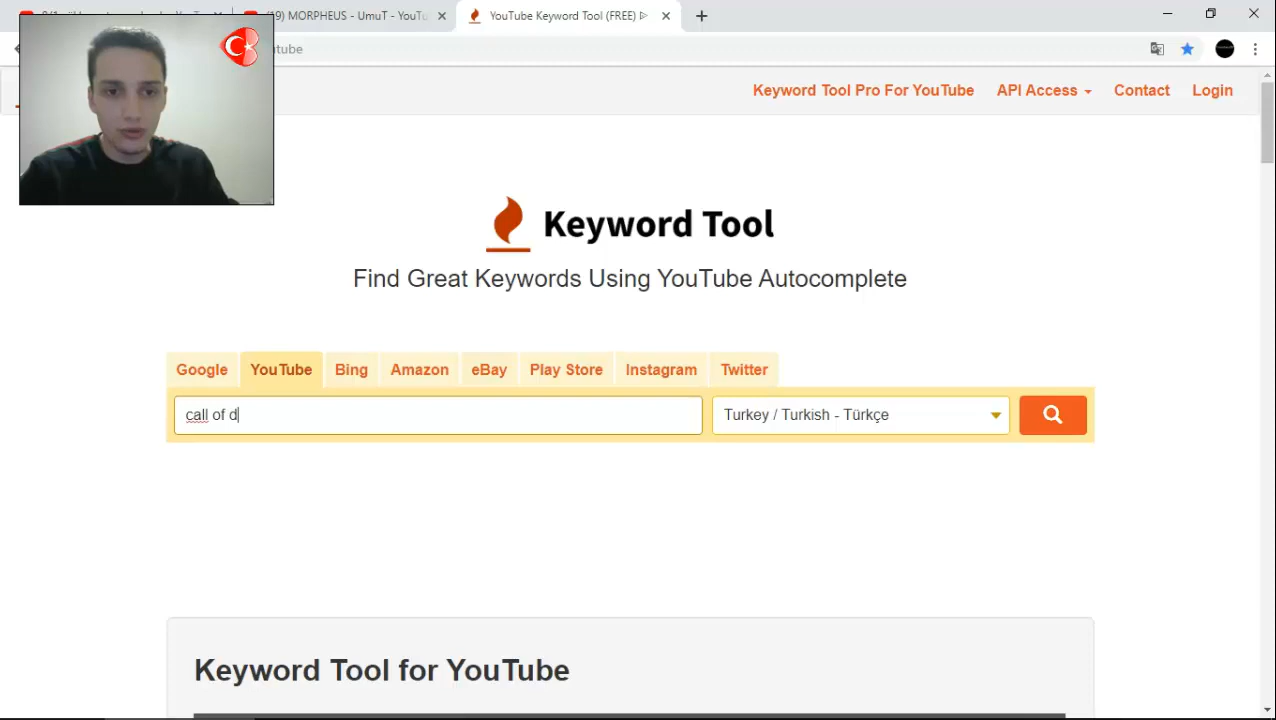 (19) MORPHEUS - UmuT - YouTu
YouTube Keyword Tool (FREE)
Keyword Tool Pro For YouTube
API Access
Contact
Login
Keyword Tool
Find Great Keywords Using YouTube Autocomplete
Google
YouTube
Bing
Amazon
eBay
Play Store
Instagram
Twitter
call of d
Turkey / Turkish - Türkçe
Keyword Tool for YouTube